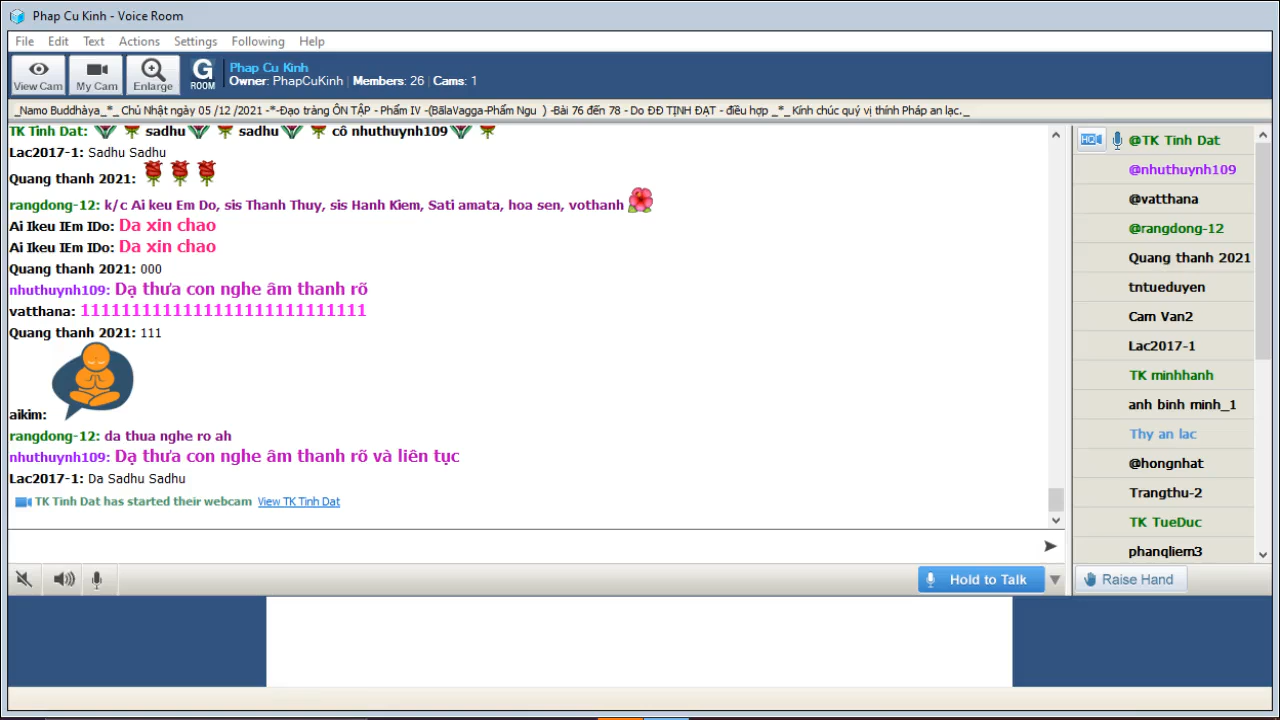 Phap Cu Kinh - Voice Room
File Edit Text Actions Settings Following Help
View Cam My Cam Enlarge G ROOM
Phap Cu Kinh
Owner: PhapCuKinh | Members: 26 | Cams: 1
_Namo Buddhàya_*_ Chủ Nhật ngày 05 /12 /2021 -*-Đạo tràng ÔN TẬP - Phẩm IV -(BālaVagga-Phẩm Ngu ) -Bài 76 đến 78 - Do ĐĐ TỊNH ĐẠT - điều hợp _*_ Kính chúc quý vị thính Pháp an lạc._
TK Tinh Dat: sadhu sadhu cô nhuthuynh109
Lac2017-1: Sadhu Sadhu
Quang thanh 2021:
rangdong-12: k/c Ai keu Em Do, sis Thanh Thuy, sis Hanh Kiem, Sati amata, hoa sen, vothanh
Ai Ikeu IEm IDo: Da xin chao
Ai Ikeu IEm IDo: Da xin chao
Quang thanh 2021: 000
nhuthuynh109: Dạ thưa con nghe âm thanh rõ
vatthana: 1111111111111111111111111111
Quang thanh 2021: 111
aikim:
rangdong-12: da thua nghe ro ah
nhuthuynh109: Dạ thưa con nghe âm thanh rõ và liên tục
Lac2017-1: Da Sadhu Sadhu
TK Tinh Dat has started their webcam View TK Tinh Dat
Hold to Talk
HD
@TK Tinh Dat
@nhuthuynh109
@vatthana
@rangdong-12
Quang thanh 2021
tntueduyen
Cam Van2
Lac2017-1
TK minhhanh
anh binh minh_1
Thy an lac
@hongnhat
Trangthu-2
TK TueDuc
phanqliem3
Raise Hand